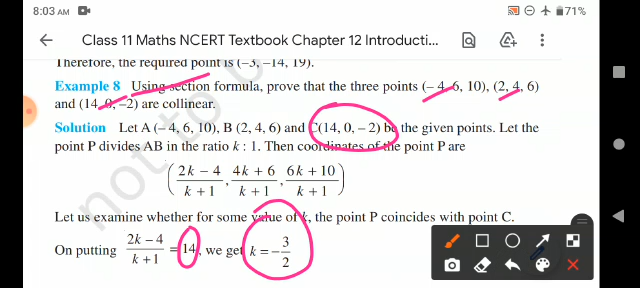 8:03 AM 71%
Class 11 Maths NCERT Textbook Chapter 12 Introducti...
Therefore, the required point is (–3, –14, 19).
Example 8 Using section formula, prove that the three points (– 4, 6, 10), (2, 4, 6)
and (14, 0, –2) are collinear.
Solution Let A (– 4, 6, 10), B (2, 4, 6) and C(14, 0, – 2) be the given points. Let the
point P divides AB in the ratio k : 1. Then coordinates of the point P are
(2k – 4 / k + 1, 4k + 6 / k + 1, 6k + 10 / k + 1)
Let us examine whether for some value of k, the point P coincides with point C.
On putting 2k – 4 / k + 1 = 14, we get k = – 3 / 2
not to b